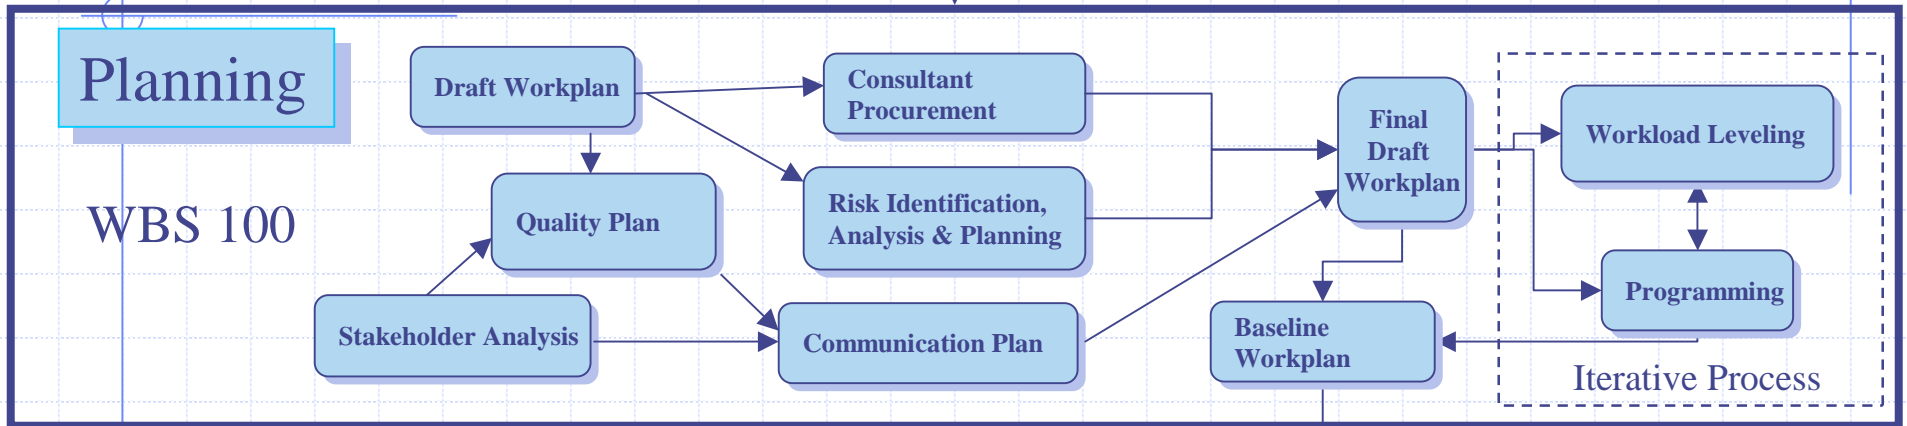 Planning
WBS 100
Draft Workplan
Quality Plan
Stakeholder Analysis
Consultant
Procurement
Risk Identification,
Analysis & Planning
Communication Plan
Final
Draft
Workplan
Baseline
Workplan
Workload Leveling
Programming
Iterative Process